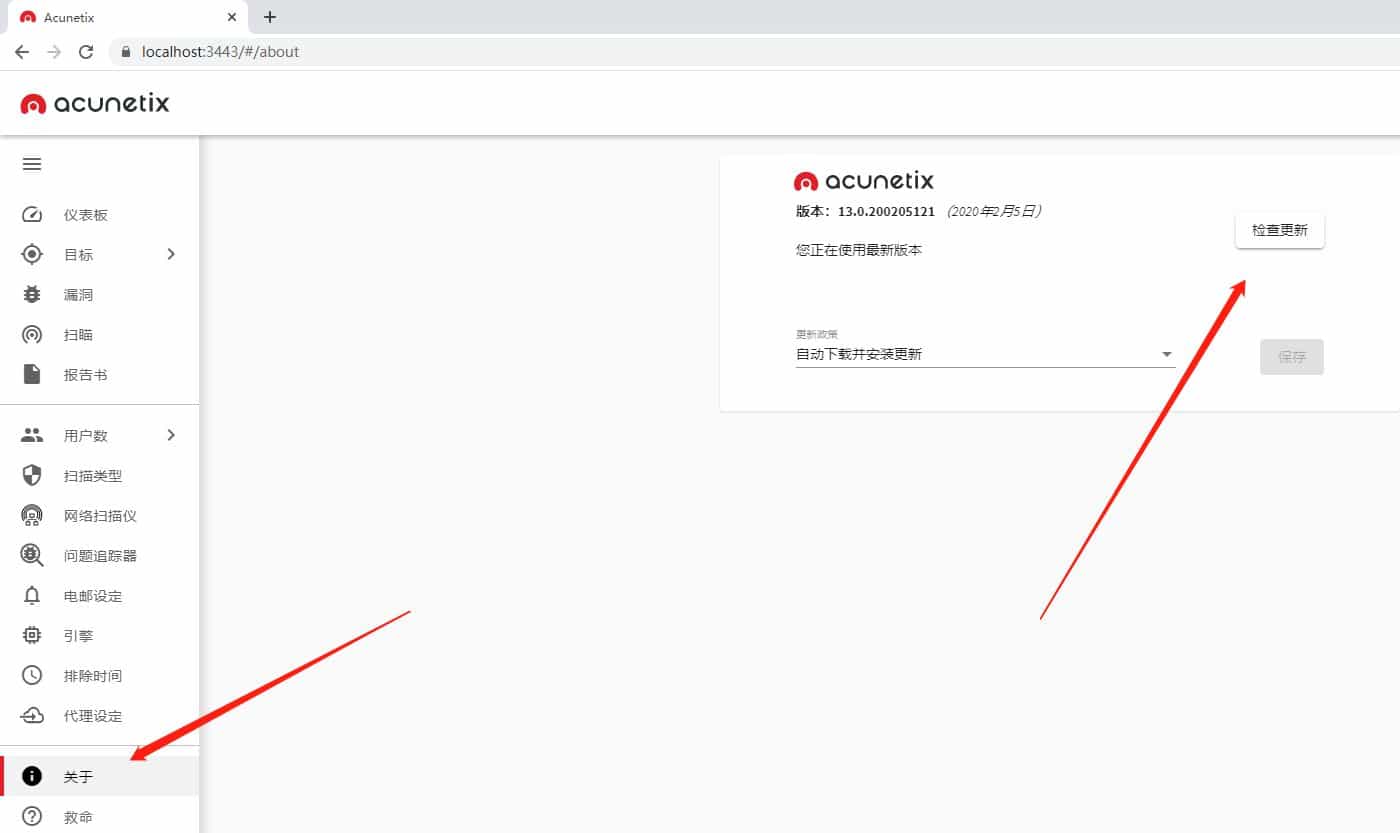 Acunetix
localhost:3443/#/about
acunetix
仪表板
目标
漏洞
扫瞄
报告书
用户数
扫描类型
网络扫描仪
问题追踪器
电邮设定
引擎
排除时间
代理设定
关于
救命
acunetix
版本：13.0.200205121 （2020年2月5日）
检查更新
您正在使用最新版本
更新政策
自动下载并安装更新
保存